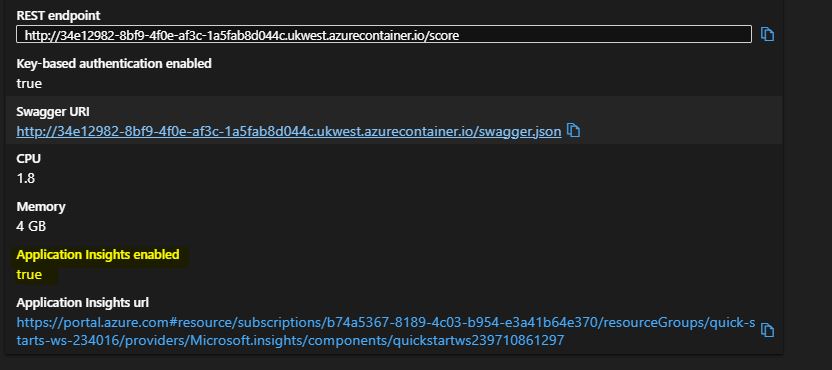 REST endpoint
http://34e12982-8bf9-4f0e-af3c-1a5fab8d044c.ukwest.azurecontainer.io/score
Key-based authentication enabled
true
Swagger URI
http://34e12982-8bf9-4f0e-af3c-1a5fab8d044c.ukwest.azurecontainer.io/swagger.json
CPU
1.8
Memory
4 GB
Application Insights enabled
true
Application Insights url
https://portal.azure.com#resource/subscriptions/b74a5367-8189-4c03-b954-e3a41b64e370/resourceGroups/quick-s
tarts-ws-234016/providers/Microsoft.insights/components/quickstartws239710861297